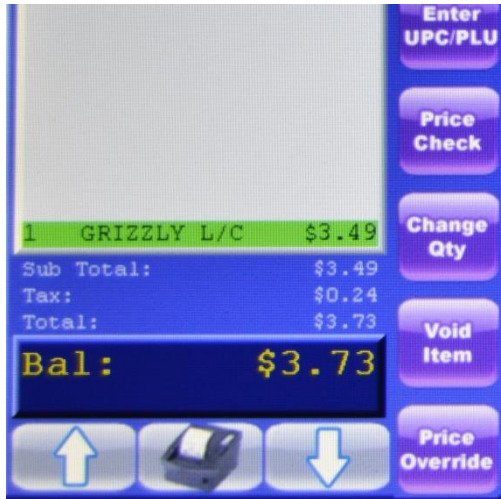 Enter
UPC/PLU
Price
Check
1 GRIZZLY L/C $3.49
Change
Qty
Sub Total: $3.49
Tax: $0.24
Total: $3.73
Void
Item
Bal: $3.73
Price
Override